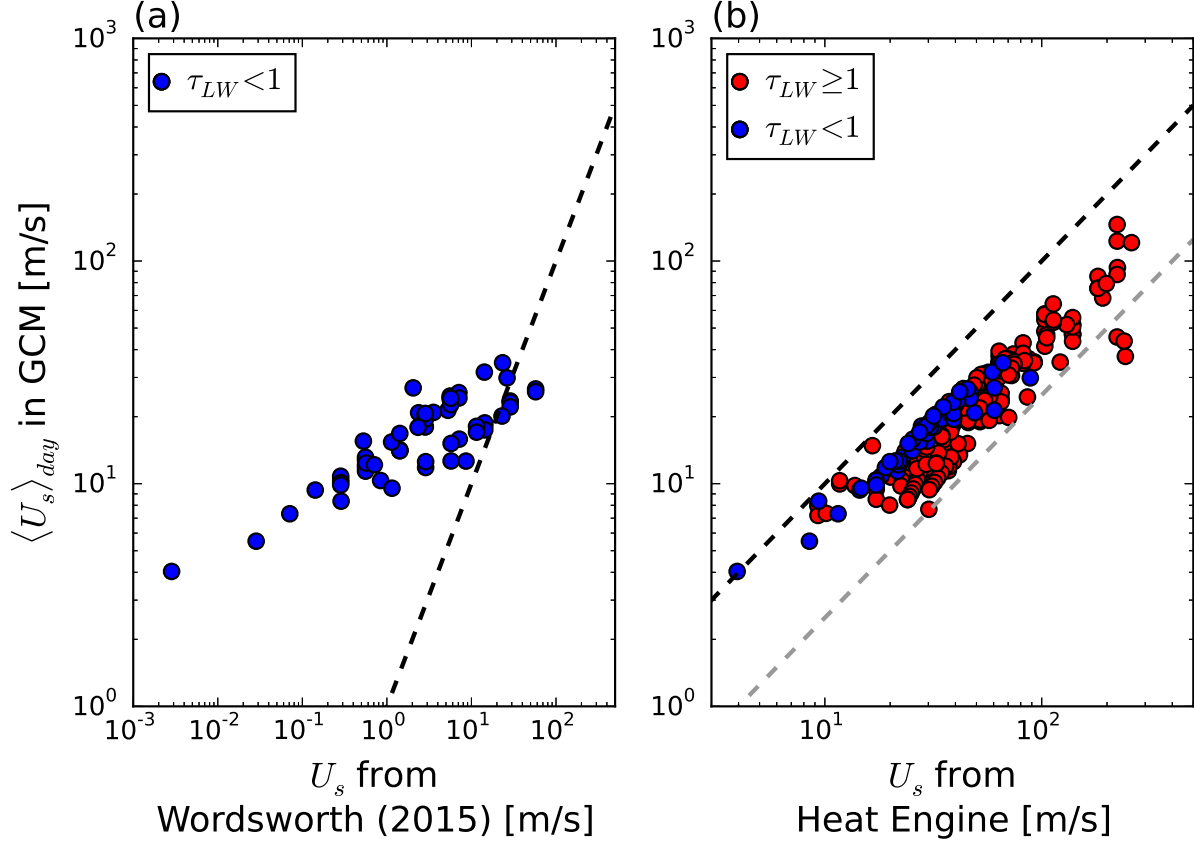 (a)
(b)
τ_LW<1
τ_LW≥1
τ_LW<1
⟨U_s⟩_day in GCM [m/s]
10^3
10^2
10^1
10^0
10^3
10^2
10^1
10^0
10^-3
10^-2
10^-1
10^0
10^1
10^2
10^1
10^2
U_s from
Wordsworth (2015) [m/s]
U_s from
Heat Engine [m/s]